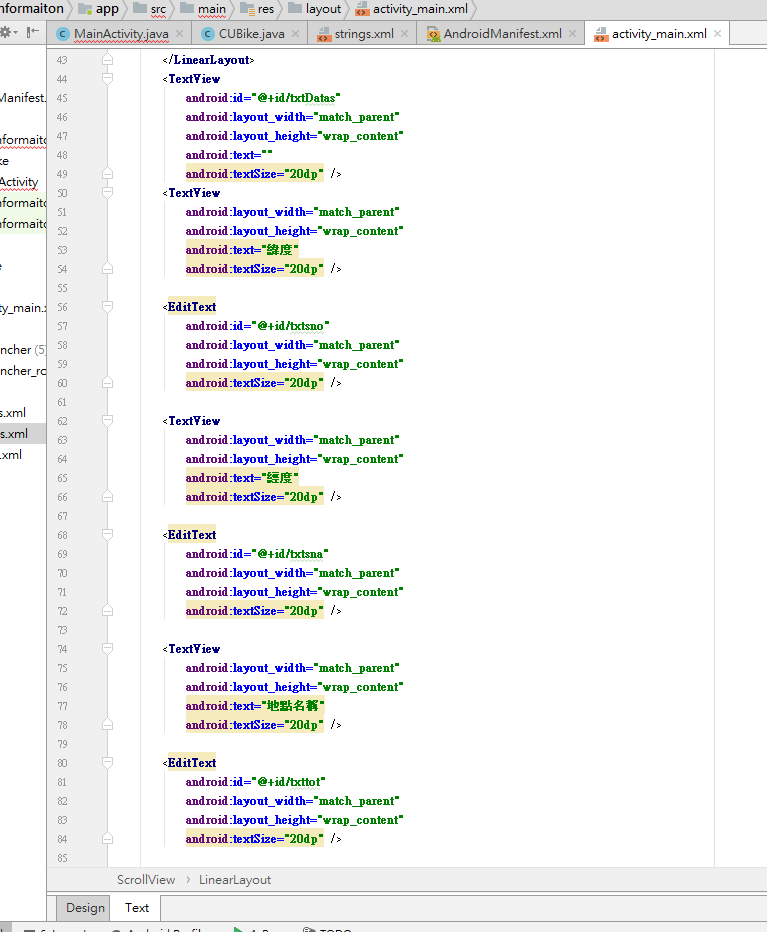 nformaiton app src main res layout activity_main.xml
MainActivity.java CUBike.java strings.xml AndroidManifest.xml activity_main.xml
43 </LinearLayout>
44 <TextView
45 android:id="@+id/txtDatas"
46 android:layout_width="match_parent"
47 android:layout_height="wrap_content"
48 android:text=""
49 android:textSize="20dp" />
50 <TextView
51 android:layout_width="match_parent"
52 android:layout_height="wrap_content"
53 android:text="緯度"
54 android:textSize="20dp" />
55
56 <EditText
57 android:id="@+id/txtsno"
58 android:layout_width="match_parent"
59 android:layout_height="wrap_content"
60 android:textSize="20dp" />
61
62 <TextView
63 android:layout_width="match_parent"
64 android:layout_height="wrap_content"
65 android:text="經度"
66 android:textSize="20dp" />
67
68 <EditText
69 android:id="@+id/txtsna"
70 android:layout_width="match_parent"
71 android:layout_height="wrap_content"
72 android:textSize="20dp" />
73
74 <TextView
75 android:layout_width="match_parent"
76 android:layout_height="wrap_content"
77 android:text="地點名稱"
78 android:textSize="20dp" />
79
80 <EditText
81 android:id="@+id/txttot"
82 android:layout_width="match_parent"
83 android:layout_height="wrap_content"
84 android:textSize="20dp" />
85
Manifest.
nformaito
ke
Activity
nformaito
nformaito
e
ty_main.x
ncher (5)
ncher_ro
s.xml
s.xml
.xml
ScrollView › LinearLayout
Design Text
TODO